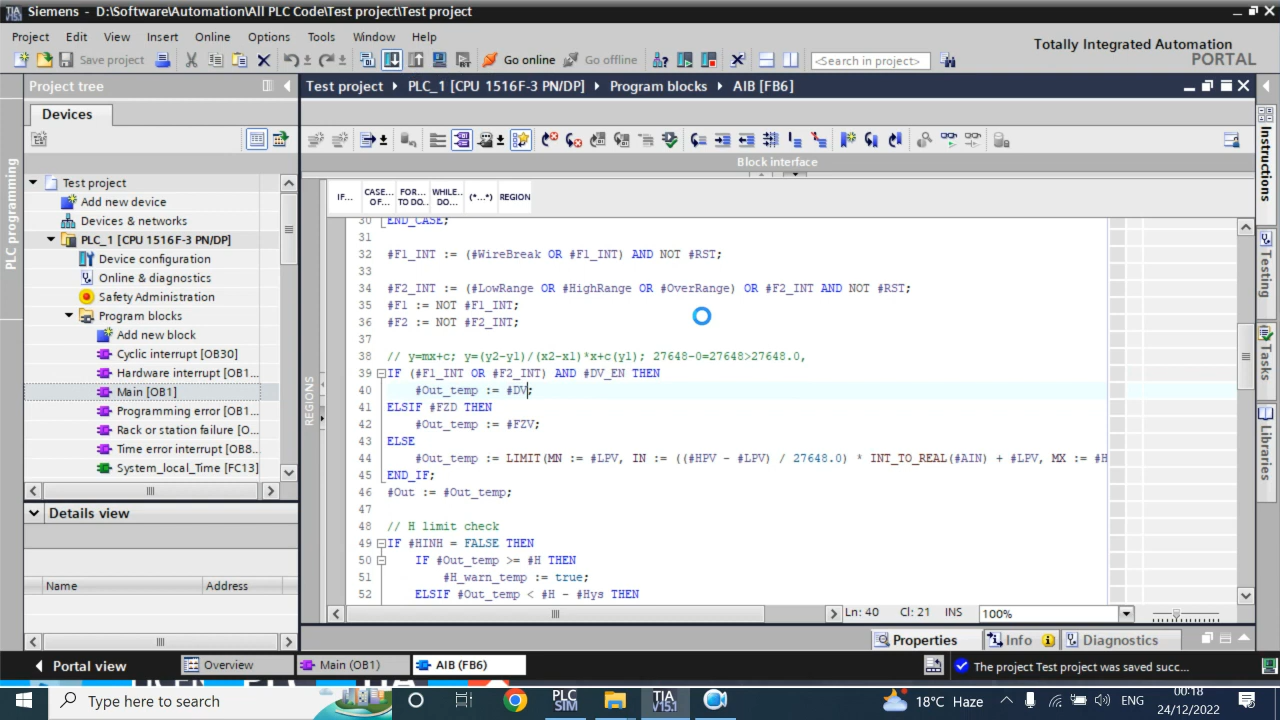 Siemens - D:\Software\Automation\All PLC Code\Test project\Test project
Project Edit View Insert Online Options Tools Window Help
Totally Integrated Automation
PORTAL
Save project Go online Go offline <Search in project>
Project tree
Test project PLC_1 [CPU 1516F-3 PN/DP] Program blocks AIB [FB6]
Devices
PLC programming
Test project
Add new device
Devices & networks
PLC_1 [CPU 1516F-3 PN/DP]
Device configuration
Online & diagnostics
Safety Administration
Program blocks
Add new block
Cyclic interrupt [OB30]
Hardware interrupt [OB4...
Main [OB1]
Programming error [OB1...
Rack or station failure [O...
Time error interrupt [OB8...
System_local_Time [FC13]
Details view
Name Address
Block interface
IF... CASE... OF... FOR... TO DO... WHILE... DO... (*...*) REGION
REGIONS
30 END_CASE;
31
32 #F1_INT := (#WireBreak OR #F1_INT) AND NOT #RST;
33
34 #F2_INT := (#LowRange OR #HighRange OR #OverRange) OR #F2_INT AND NOT #RST;
35 #F1 := NOT #F1_INT;
36 #F2 := NOT #F2_INT;
37
38 // y=mx+c; y=(y2-y1)/(x2-x1)*x+c(y1); 27648-0=27648>27648.0,
39 IF (#F1_INT OR #F2_INT) AND #DV_EN THEN
40 #Out_temp := #DV;
41 ELSIF #FZD THEN
42 #Out_temp := #FZV;
43 ELSE
44 #Out_temp := LIMIT(MN := #LPV, IN := ((#HPV - #LPV) / 27648.0) * INT_TO_REAL(#AIN) + #LPV, MX := #H
45 END_IF;
46 #Out := #Out_temp;
47
48 // H limit check
49 IF #HINH = FALSE THEN
50 IF #Out_temp >= #H THEN
51 #H_warn_temp := true;
52 ELSIF #Out_temp < #H - #Hys THEN
Ln: 40 Cl: 21 INS 100%
Instructions
Testing
Tasks
Libraries
Properties Info Diagnostics
Portal view Overview Main (OB1) AIB (FB6) The project Test project was saved succ...
Type here to search PLC SIM TIA V15.1 18°C Haze ENG 00:18
24/12/2022